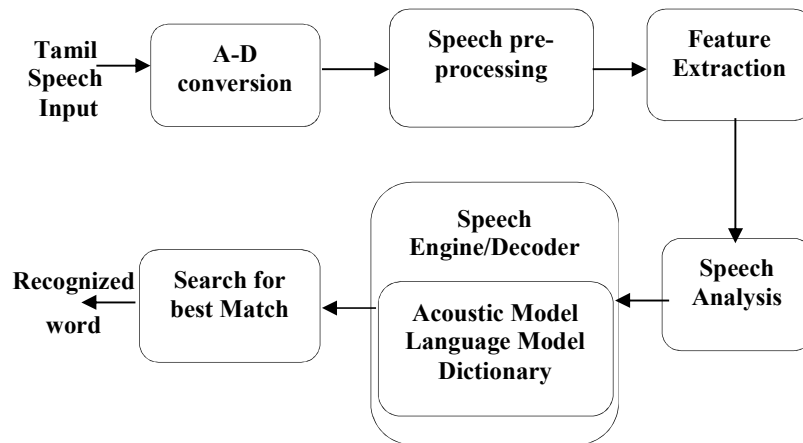 Tamil
Speech
Input
A-D
conversion
Speech pre-
processing
Feature
Extraction
Speech
Analysis
Speech
Engine/Decoder
Acoustic Model
Language Model
Dictionary
Search for
best Match
Recognized
word